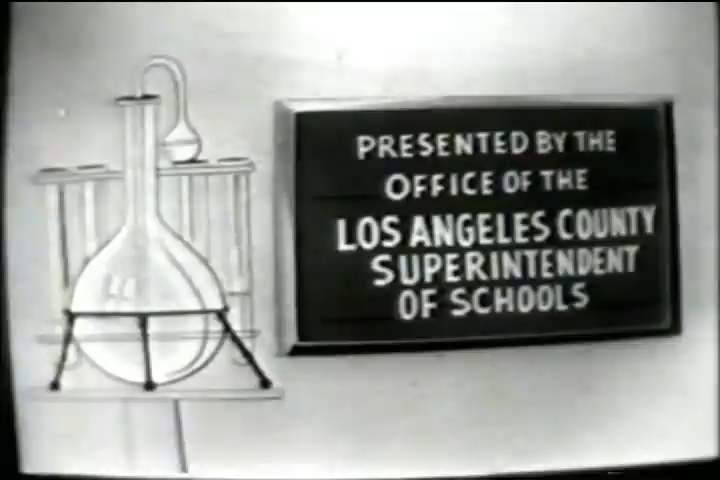 PRESENTED BY THE
OFFICE OF THE
LOS ANGELES COUNTY
SUPERINTENDENT
OF SCHOOLS